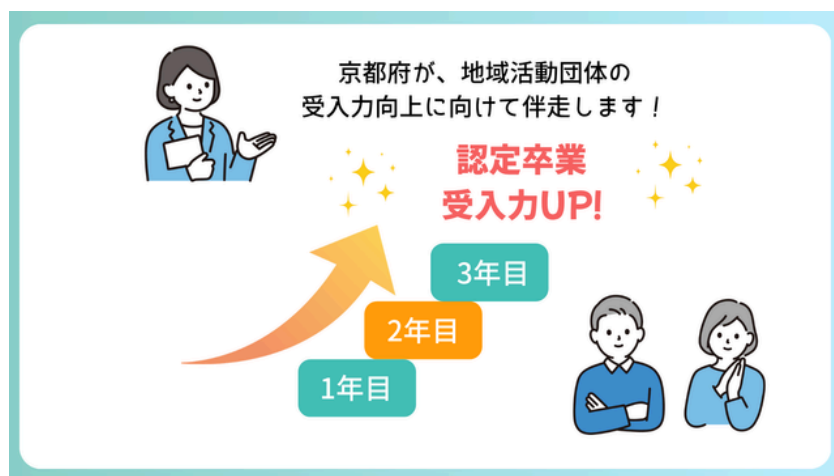 京都府が、地域活動団体の
受入力向上に向けて伴走します！
認定卒業
受入力UP!
3年目
2年目
1年目